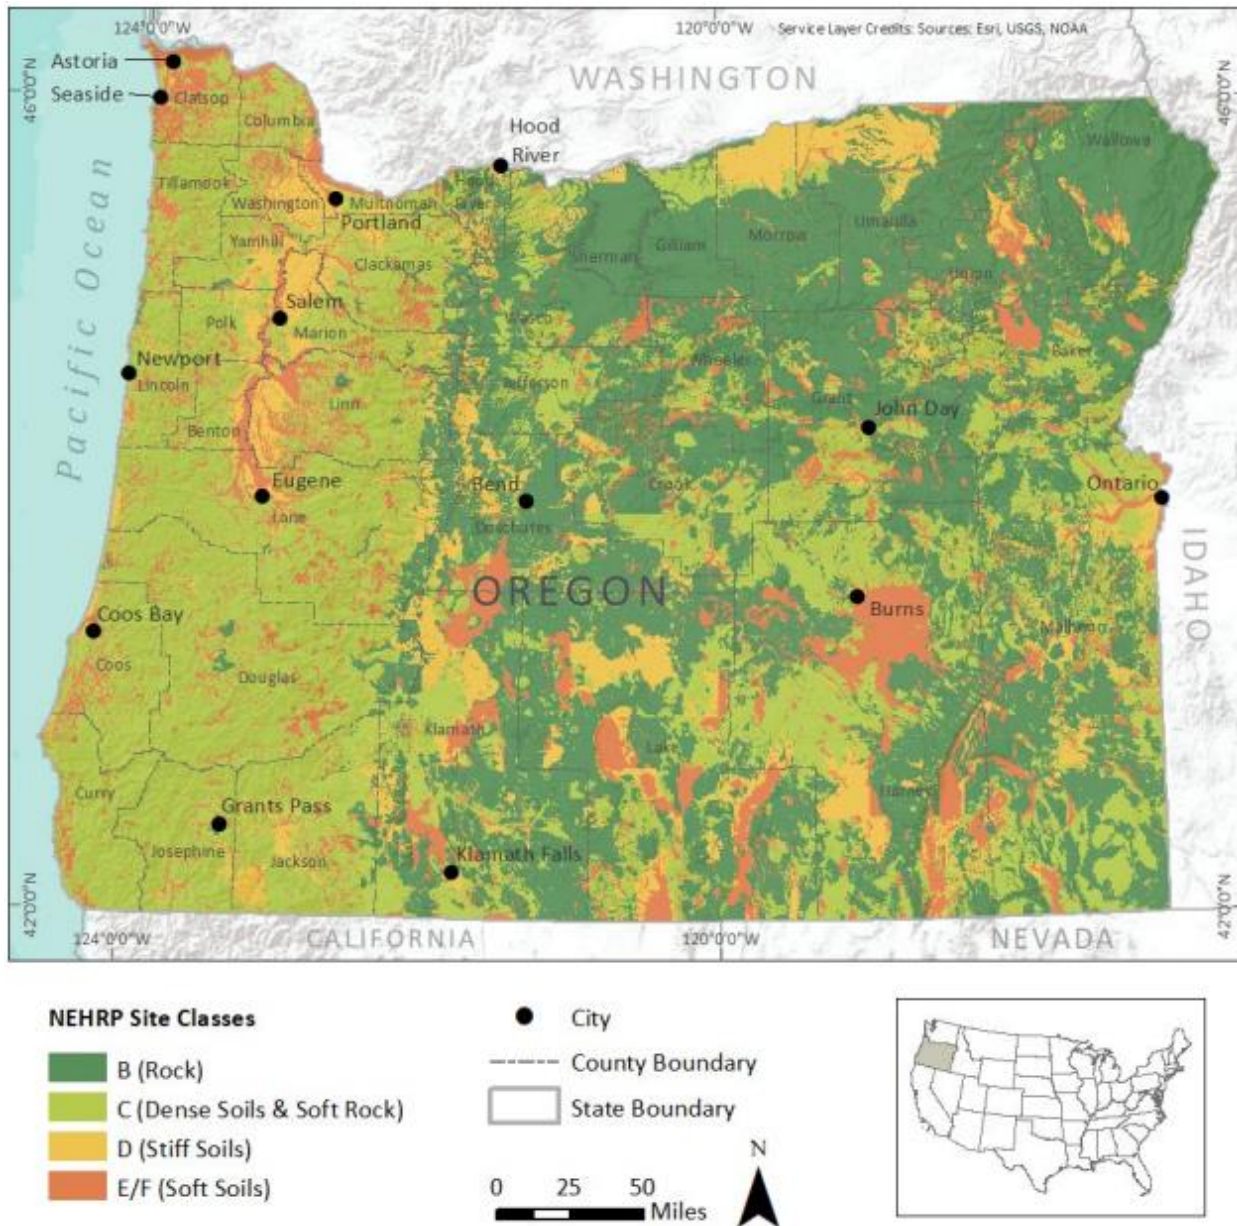 124°0'0"W
120°0'0"W
Service Layer Credits: Sources: Esri, USGS, NOAA
Astoria
WASHINGTON
46°0'0"N
46°0'0"N
Seaside
Clatsop
Columbia
Hood
River
Wallowa
Tillamook
Washington
Multnomah
Hood
River
Portland
Umatilla
Morrow
Gilliam
Sherman
Yamhill
Clackamas
Union
Pacific Ocean
Salem
Polk
Marion
Wasco
Wheeler
Baker
Newport
Lincoln
Jefferson
Linn
Grant
John Day
Benton
Eugene
Bend
Crook
Ontario
Lane
Deschutes
IDAHO
OREGON
Burns
Coos Bay
Malheur
Coos
Douglas
Klamath
Lake
Curry
Harney
Grants Pass
Josephine
Jackson
Klamath Falls
42°0'0"N
42°0'0"N
124°0'0"W
CALIFORNIA
120°0'0"W
NEVADA
NEHRP Site Classes
B (Rock)
C (Dense Soils & Soft Rock)
D (Stiff Soils)
E/F (Soft Soils)
City
County Boundary
State Boundary
N
0 25 50
Miles